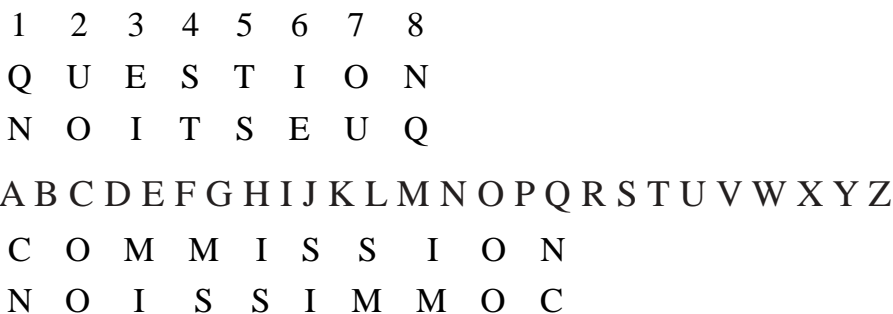 1 2 3 4 5 6 7 8
Q U E S T I O N
N O I T S E U Q
A B C D E F G H I J K L M N O P Q R S T U V W X Y Z
C O M M I S S I O N
N O I S S I M M O C